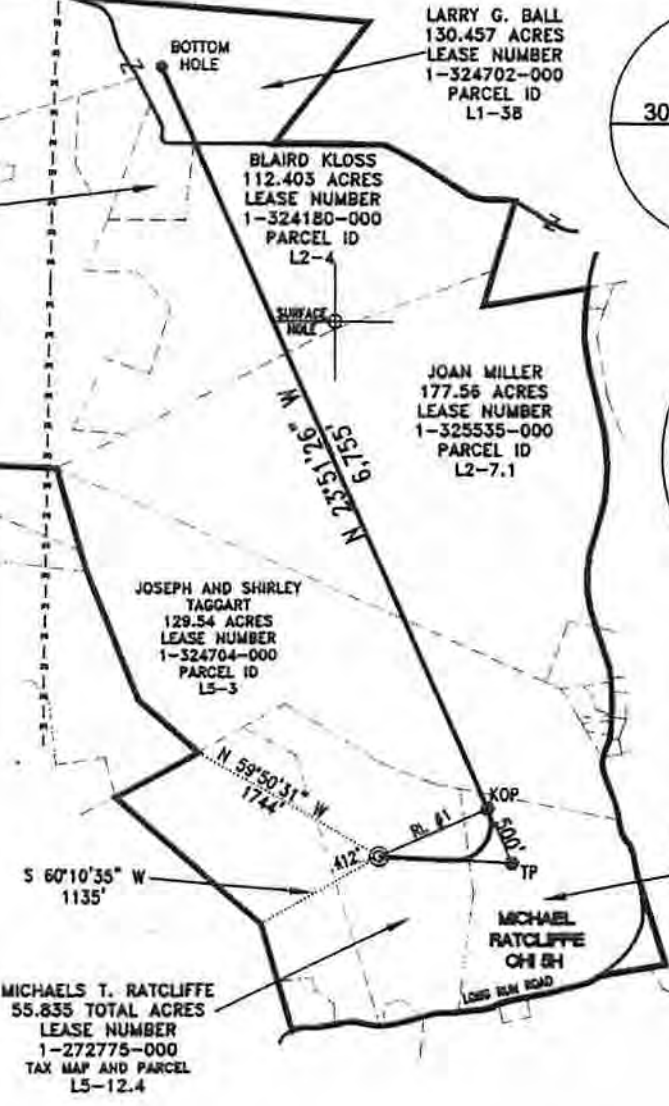 LARRY G. BALL
130.457 ACRES
LEASE NUMBER
1-324702-000
PARCEL ID
L1-38
30
BOTTOM
HOLE
BLAIRD KLOSS
112.403 ACRES
LEASE NUMBER
1-324180-000
PARCEL ID
L2-4
SURFACE
HOLE
JOAN MILLER
177.56 ACRES
LEASE NUMBER
1-325535-000
PARCEL ID
L2-7.1
N 23°51'26" W
6,755'
JOSEPH AND SHIRLEY
TAGGART
129.54 ACRES
LEASE NUMBER
1-324704-000
PARCEL ID
L5-3
N 59°50'31" W
1744'
KOP
RL #1
500'
412'
TP
S 60°10'35" W
1135'
MICHAEL
RATCLIFFE
OHI 5H
LONG RUN ROAD
MICHAELS T. RATCLIFFE
55.835 TOTAL ACRES
LEASE NUMBER
1-272775-000
TAX MAP AND PARCEL
L5-12.4